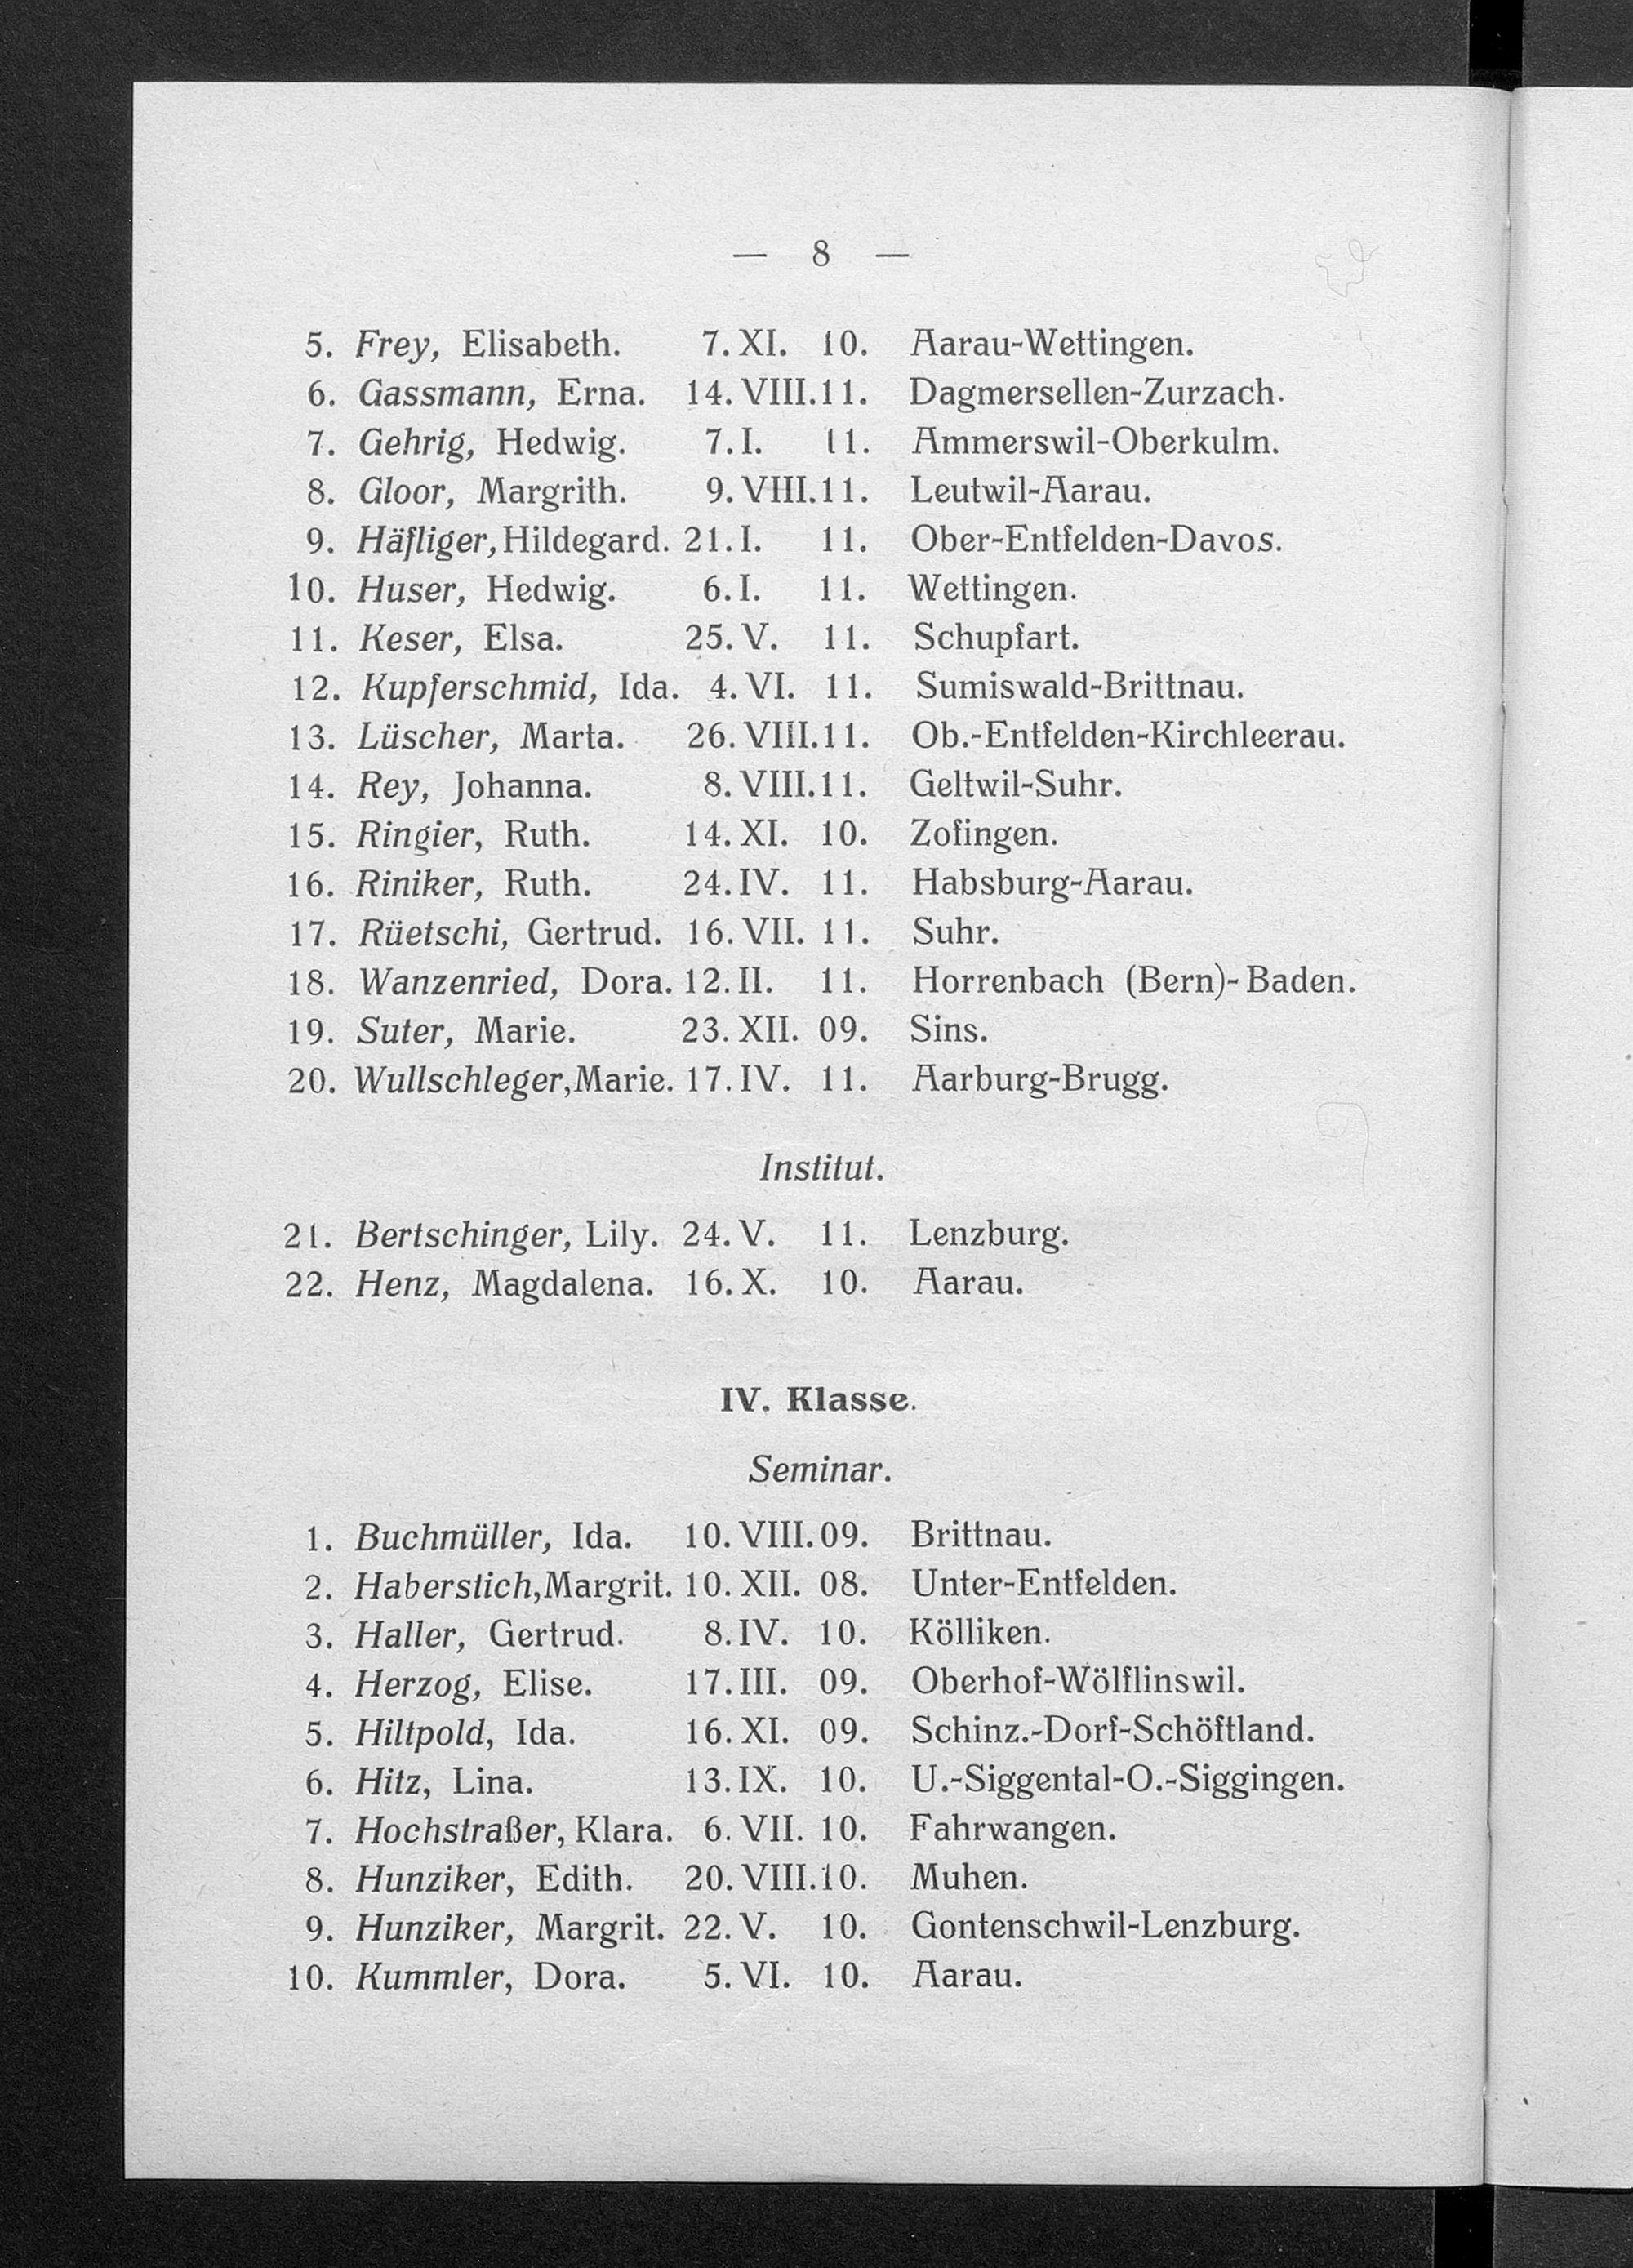 — 8 —
5. Frey, Elisabeth. 7. XI. 10. Aarau-Wettingen.
6. Gassmann, Erna. 14. VIII. 11. Dagmersellen-Zurzach.
7. Gehrig, Hedwig. 7. I. 11. Ammerswil-Oberkulm.
8. Gloor, Margrith. 9. VIII. 11. Leutwil-Aarau.
9. Häfliger, Hildegard. 21. I. 11. Ober-Entfelden-Davos.
10. Huser, Hedwig. 6. I. 11. Wettingen.
11. Keser, Elsa. 25. V. 11. Schupfart.
12. Kupferschmid, Ida. 4. VI. 11. Sumiswald-Brittnau.
13. Lüscher, Marta. 26. VIII. 11. Ob.-Entfelden-Kirchleerau.
14. Rey, Johanna. 8. VIII. 11. Geltwil-Suhr.
15. Ringier, Ruth. 14. XI. 10. Zofingen.
16. Riniker, Ruth. 24. IV. 11. Habsburg-Aarau.
17. Rüetschi, Gertrud. 16. VII. 11. Suhr.
18. Wanzenried, Dora. 12. II. 11. Horrenbach (Bern)-Baden.
19. Suter, Marie. 23. XII. 09. Sins.
20. Wullschleger, Marie. 17. IV. 11. Aarburg-Brugg.
Institut.
21. Bertschinger, Lily. 24. V. 11. Lenzburg.
22. Henz, Magdalena. 16. X. 10. Aarau.
IV. Klasse.
Seminar.
1. Buchmüller, Ida. 10. VIII. 09. Brittnau.
2. Haberstich, Margrit. 10. XII. 08. Unter-Entfelden.
3. Haller, Gertrud. 8. IV. 10. Kölliken.
4. Herzog, Elise. 17. III. 09. Oberhof-Wölflinswil.
5. Hiltpold, Ida. 16. XI. 09. Schinz.-Dorf-Schöftland.
6. Hitz, Lina. 13. IX. 10. U.-Siggental-O.-Siggingen.
7. Hochstraßer, Klara. 6. VII. 10. Fahrwangen.
8. Hunziker, Edith. 20. VIII. 10. Muhen.
9. Hunziker, Margrit. 22. V. 10. Gontenschwil-Lenzburg.
10. Kummler, Dora. 5. VI. 10. Aarau.